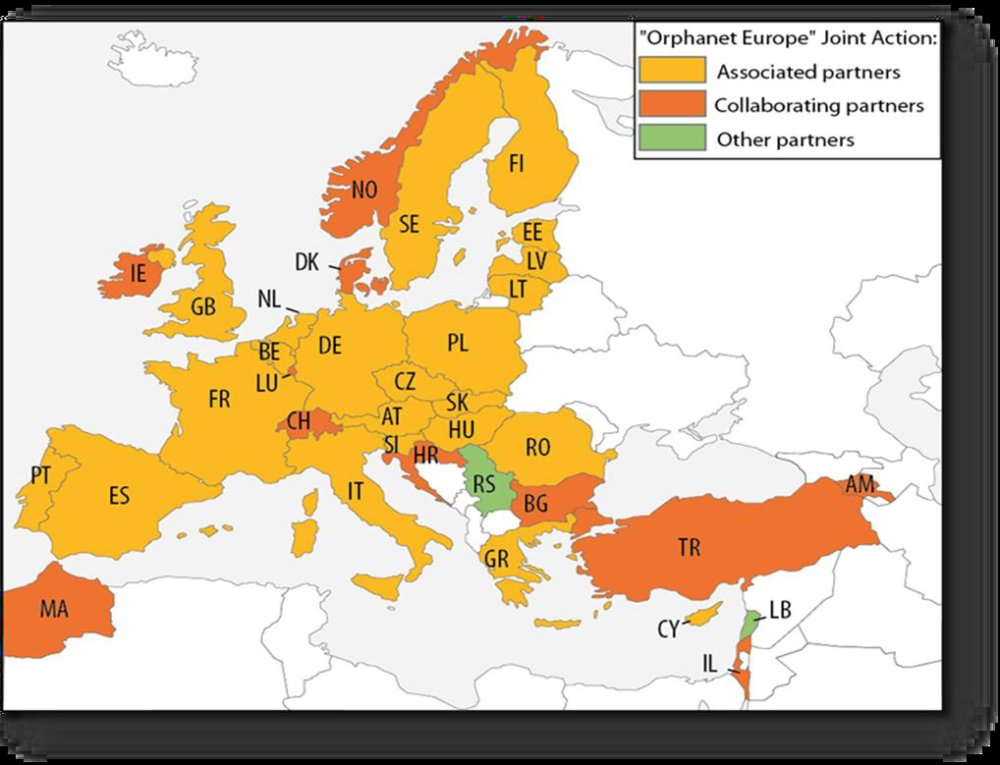 "Orphanet Europe" Joint Action:
Associated partners
Collaborating partners
Other partners
FI
NO
SE
EE
DK
LV
IE
LT
NL
GB
DE
PL
BE
LU
CZ
FR
SK
AT
CH
HU
SI
RO
HR
PT
RS
AM
ES
IT
BG
TR
GR
MA
LB
CY
IL